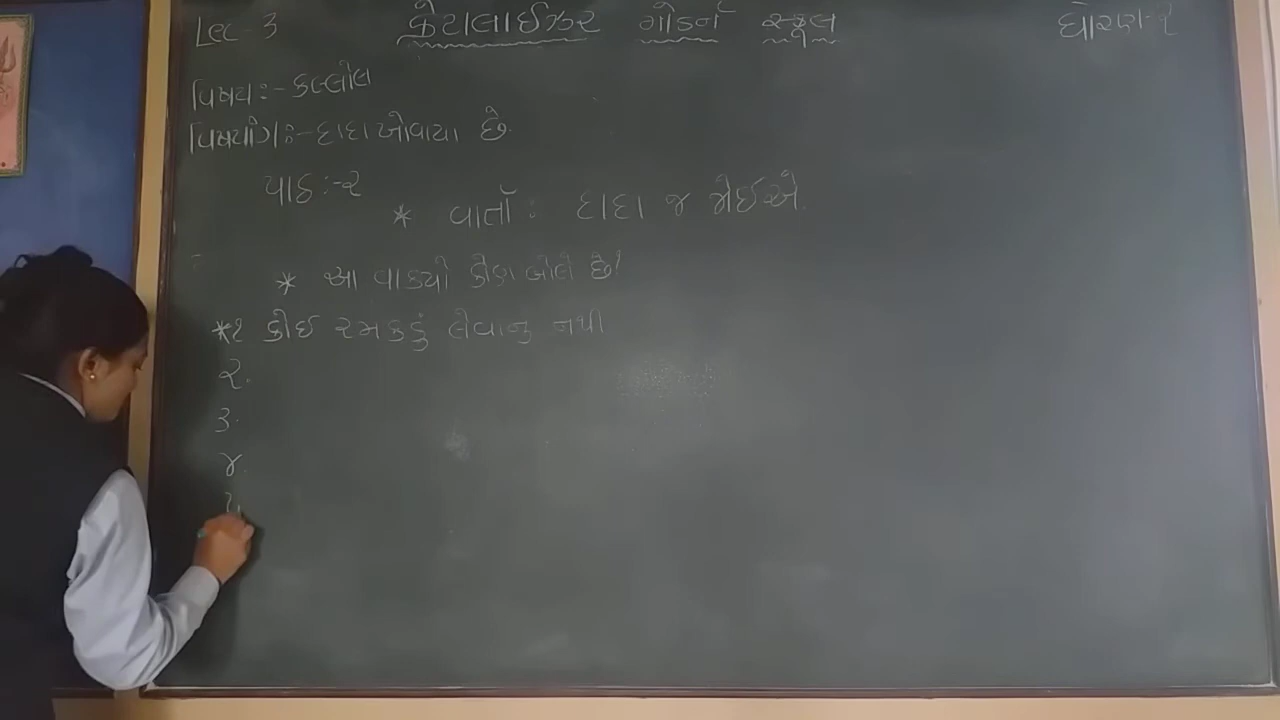 Lec - 3 કેટાલાઈઝર મોડર્ન સ્કૂલ ધોરણ-૨
વિષય:- કલ્લોલ
વિષયાંગ:- દાદા ખોવાયા છે.
પાઠ:-૨
* વાર્તા: દાદા જ જોઈએ.
* આ વાક્યો કોણ બોલે છે?
*૧ કોઈ રમકડું લેવાનુ નથી
૨.
૩.
૪.
૫